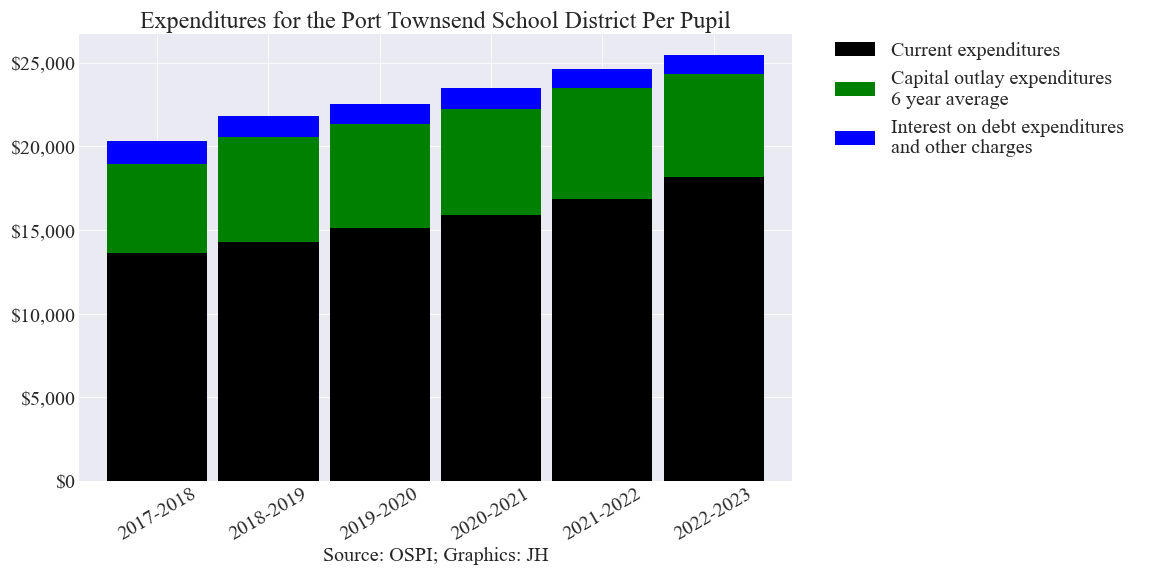 Expenditures for the Port Townsend School District Per Pupil
$25,000
$20,000
$15,000
$10,000
$5,000
$0
2017-2018
2018-2019
2019-2020
2020-2021
2021-2022
2022-2023
Source: OSPI; Graphics: JH
Current expenditures
Capital outlay expenditures
6 year average
Interest on debt expenditures
and other charges